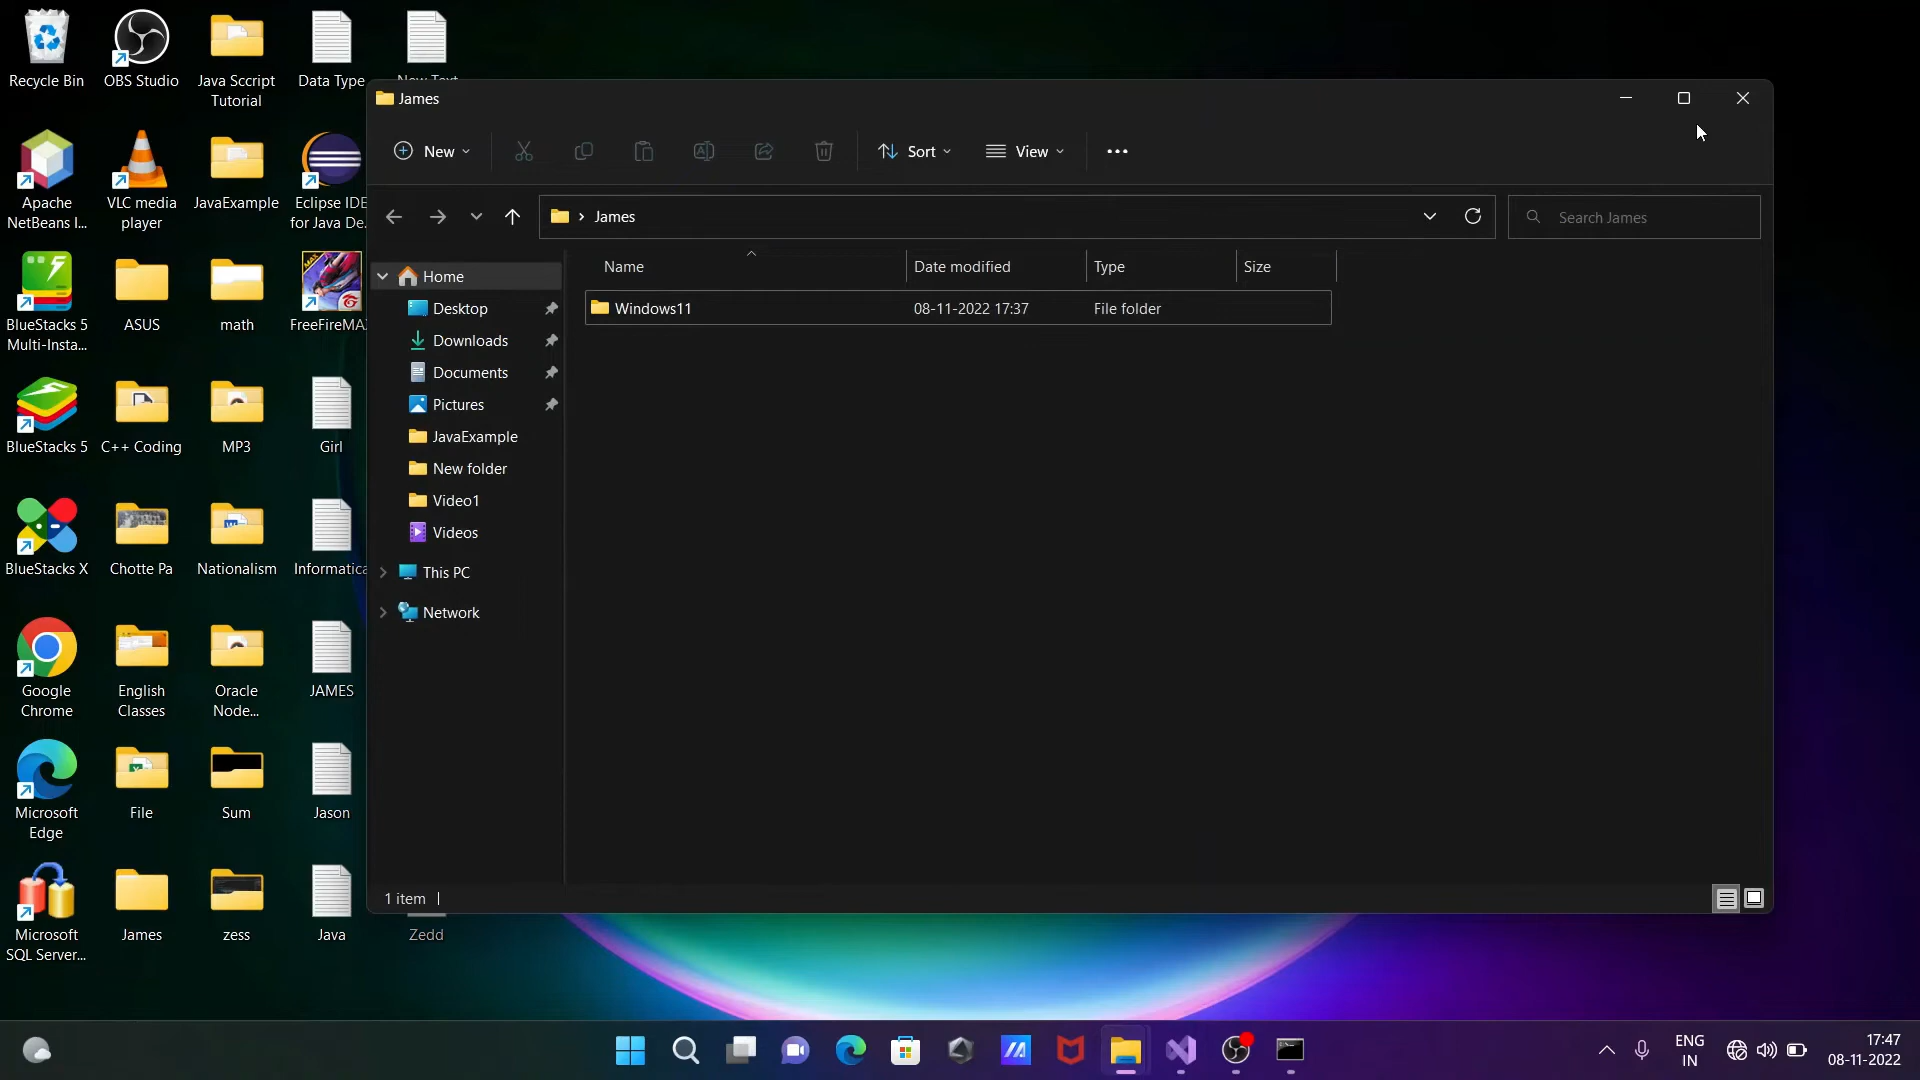 Recycle Bin
OBS Studio
Java Sccript
Tutorial
Data Type
Apache
NetBeans I...
VLC media
player
JavaExample
Eclipse IDE
for Java De.
BlueStacks 5
Multi-Insta...
ASUS
math
FreeFireMA
BlueStacks 5
C++ Coding
MP3
Girl
BlueStacks X
Chotte Pa
Nationalism
Informatica
Google
Chrome
English
Classes
Oracle
Node...
JAMES
Microsoft
Edge
File
Sum
Jason
Microsoft
SQL Server...
James
zess
Java
Zedd
James
New
Sort
View
James
Search James
Name
Date modified
Type
Size
Windows11
08-11-2022 17:37
File folder
Home
Desktop
Downloads
Documents
Pictures
JavaExample
New folder
Video1
Videos
This PC
Network
1 item
ENG
IN
17:47
08-11-2022